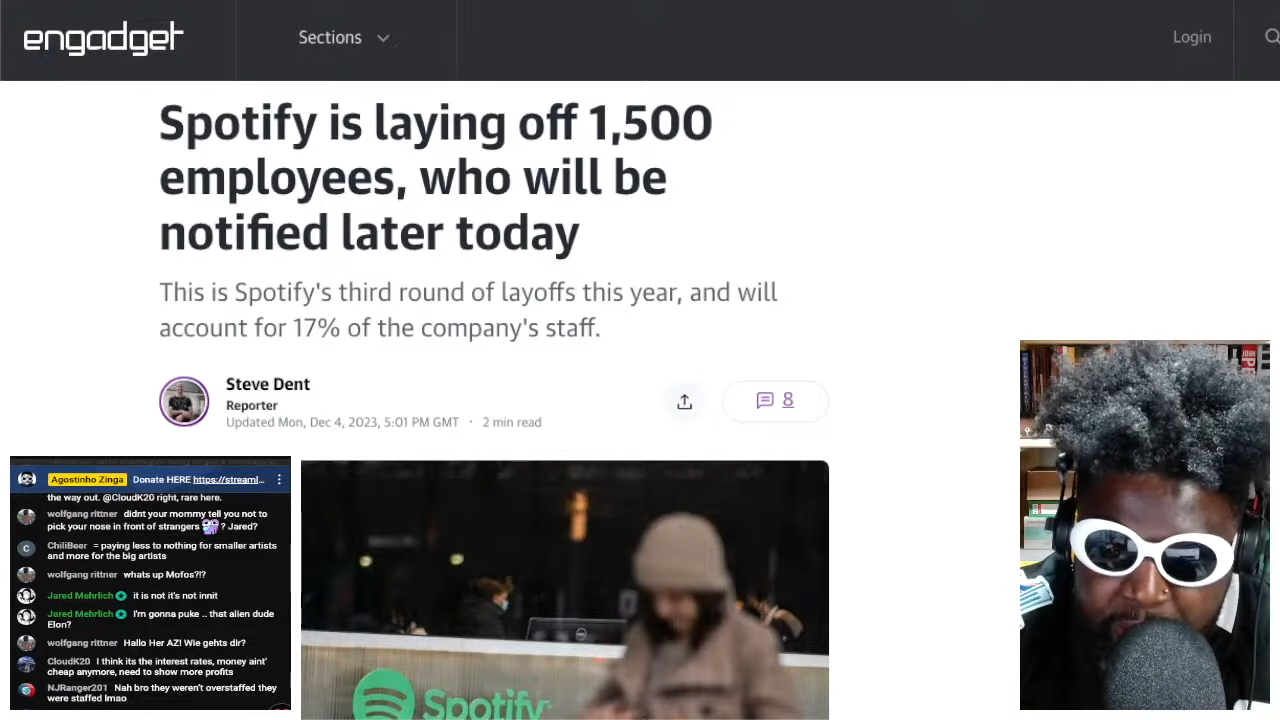 engadget
Sections
Login
Spotify is laying off 1,500
employees, who will be
notified later today
This is Spotify's third round of layoffs this year, and will
account for 17% of the company's staff.
Steve Dent
Reporter
Updated Mon, Dec 4, 2023, 5:01 PM GMT · 2 min read
8
Agostinho Zinga Donate HERE https://streaml...
the way out. @CloudK20 right, rare here.
wolfgang rittner didnt your mommy tell you not to
pick your nose in front of strangers ? Jared?
C
ChiliBeer = paying less to nothing for smaller artists
and more for the big artists
wolfgang rittner whats up Mofos?!?
Jared Mehrlich it is not it's not innit
Jared Mehrlich I'm gonna puke .. that alien dude
Elon?
wolfgang rittner Hallo Her AZ! Wie gehts dir?
CloudK20 I think its the interest rates, money aint'
cheap anymore, need to show more profits
NJRanger201 Nah bro they weren't overstaffed they
were staffed lmao
DELL
Spotify